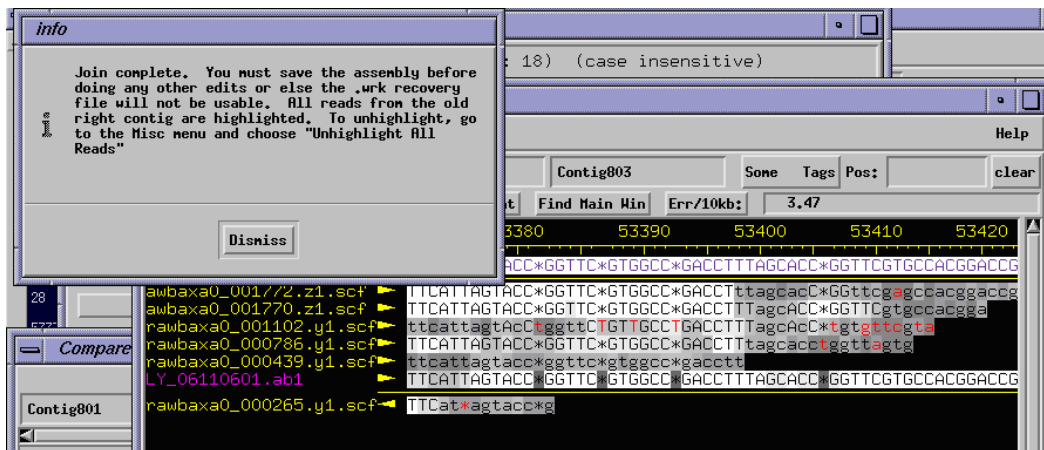 info
Join complete. You must save the assembly before
doing any other edits or else the .wrk recovery
file will not be usable. All reads from the old
right contig are highlighted. To unhighlight, go
to the Misc menu and choose "Unhighlight All
Reads"
Dismiss
: 18) (case insensitive)
Help
Contig803
Some Tags
Pos:
clear
Find Main Win
Err/10kb:
3.47
3380 53390 53400 53410 53420
ACC*GGTTC*GTGGCC*GACCTTTAGCACC*GGTTCGTGCCACGGACCG
28
awbaxa0_001772.z1.scf TTCATTAGTACC*GGTTC*GTGGCC*GACCTttagcacC*GGttcgagccacggaccg
awbaxa0_001770.z1.scf TTCATTAGTACC*GGTTC*GTGGCC*GACCTTTagcACC*GGTTCgtgccacgga
rawbaxa0_001102.y1.scf ttcattagtAcCtggttCTGTTGCCTGACCTTTagcAcC*tgtgttcgta
rawbaxa0_000786.y1.scf TTCATTAGTACC*GGTTC*GTGGCC*GACCTTtagcacctggttagtg
rawbaxa0_000439.y1.scf ttcattagtacc*ggttc*gtggcc*gacctt
LY_06110601.ab1 TTCATTAGTACC*GGTTC*GTGGCC*GACCTTTAGCACC*GGTTCGTGCCACGGACCG
rawbaxa0_000265.y1.scf TTCat*agtacc*g
Compare
Contig801